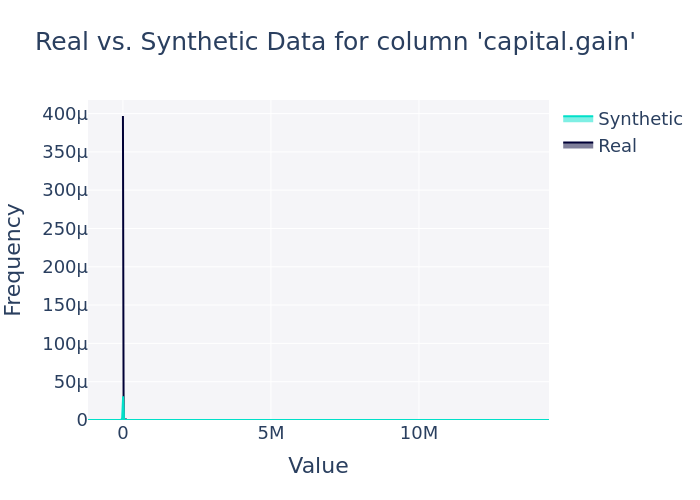 Real vs. Synthetic Data for column 'capital.gain'
Synthetic
Real
Frequency
400μ
350μ
300μ
250μ
200μ
150μ
100μ
50μ
0
0
5M
10M
Value